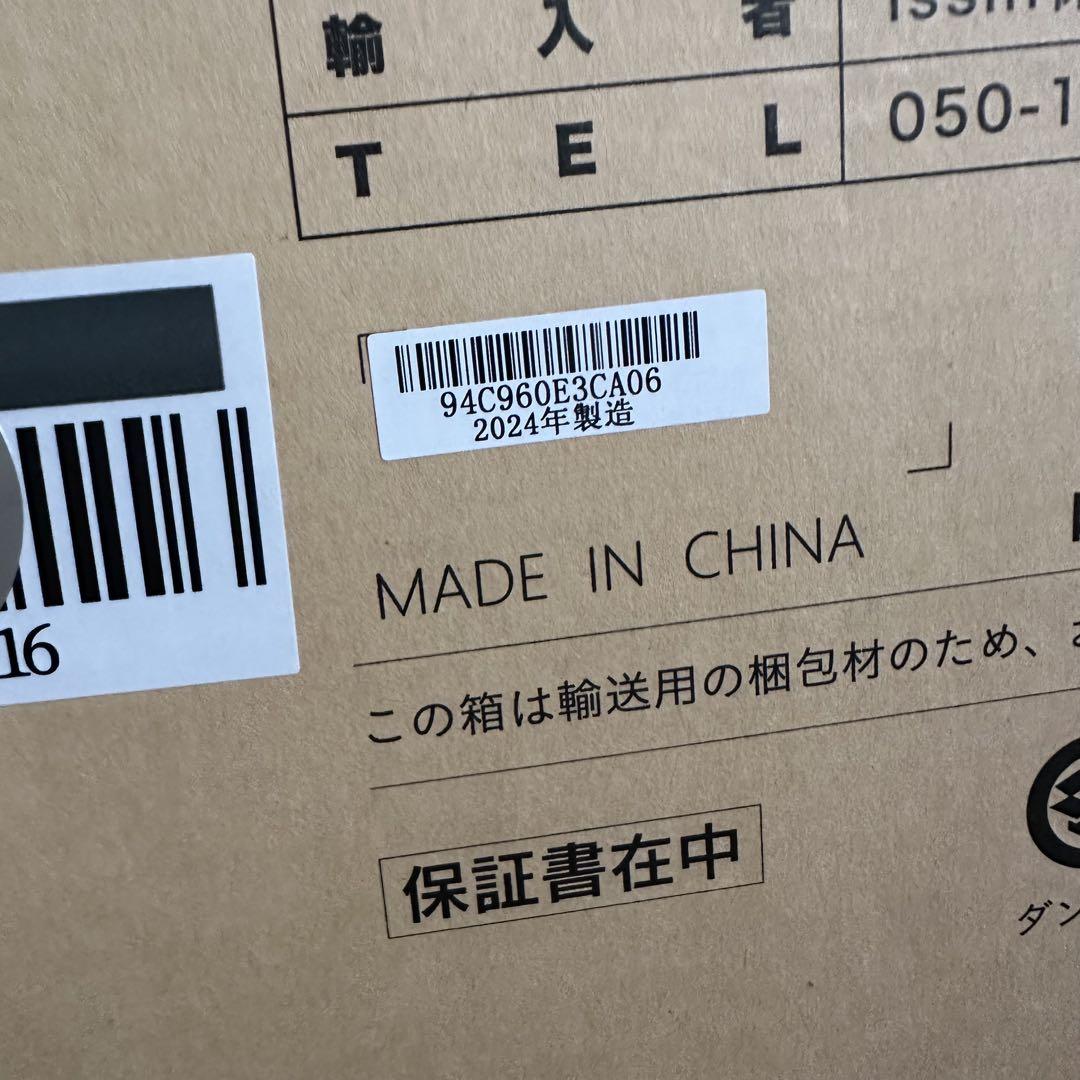 輸入者
TEL 050-1
94C960E3CA06
2024年製造
16
MADE IN CHINA
この箱は輸送用の梱包材のため、
保証書在中
ダン